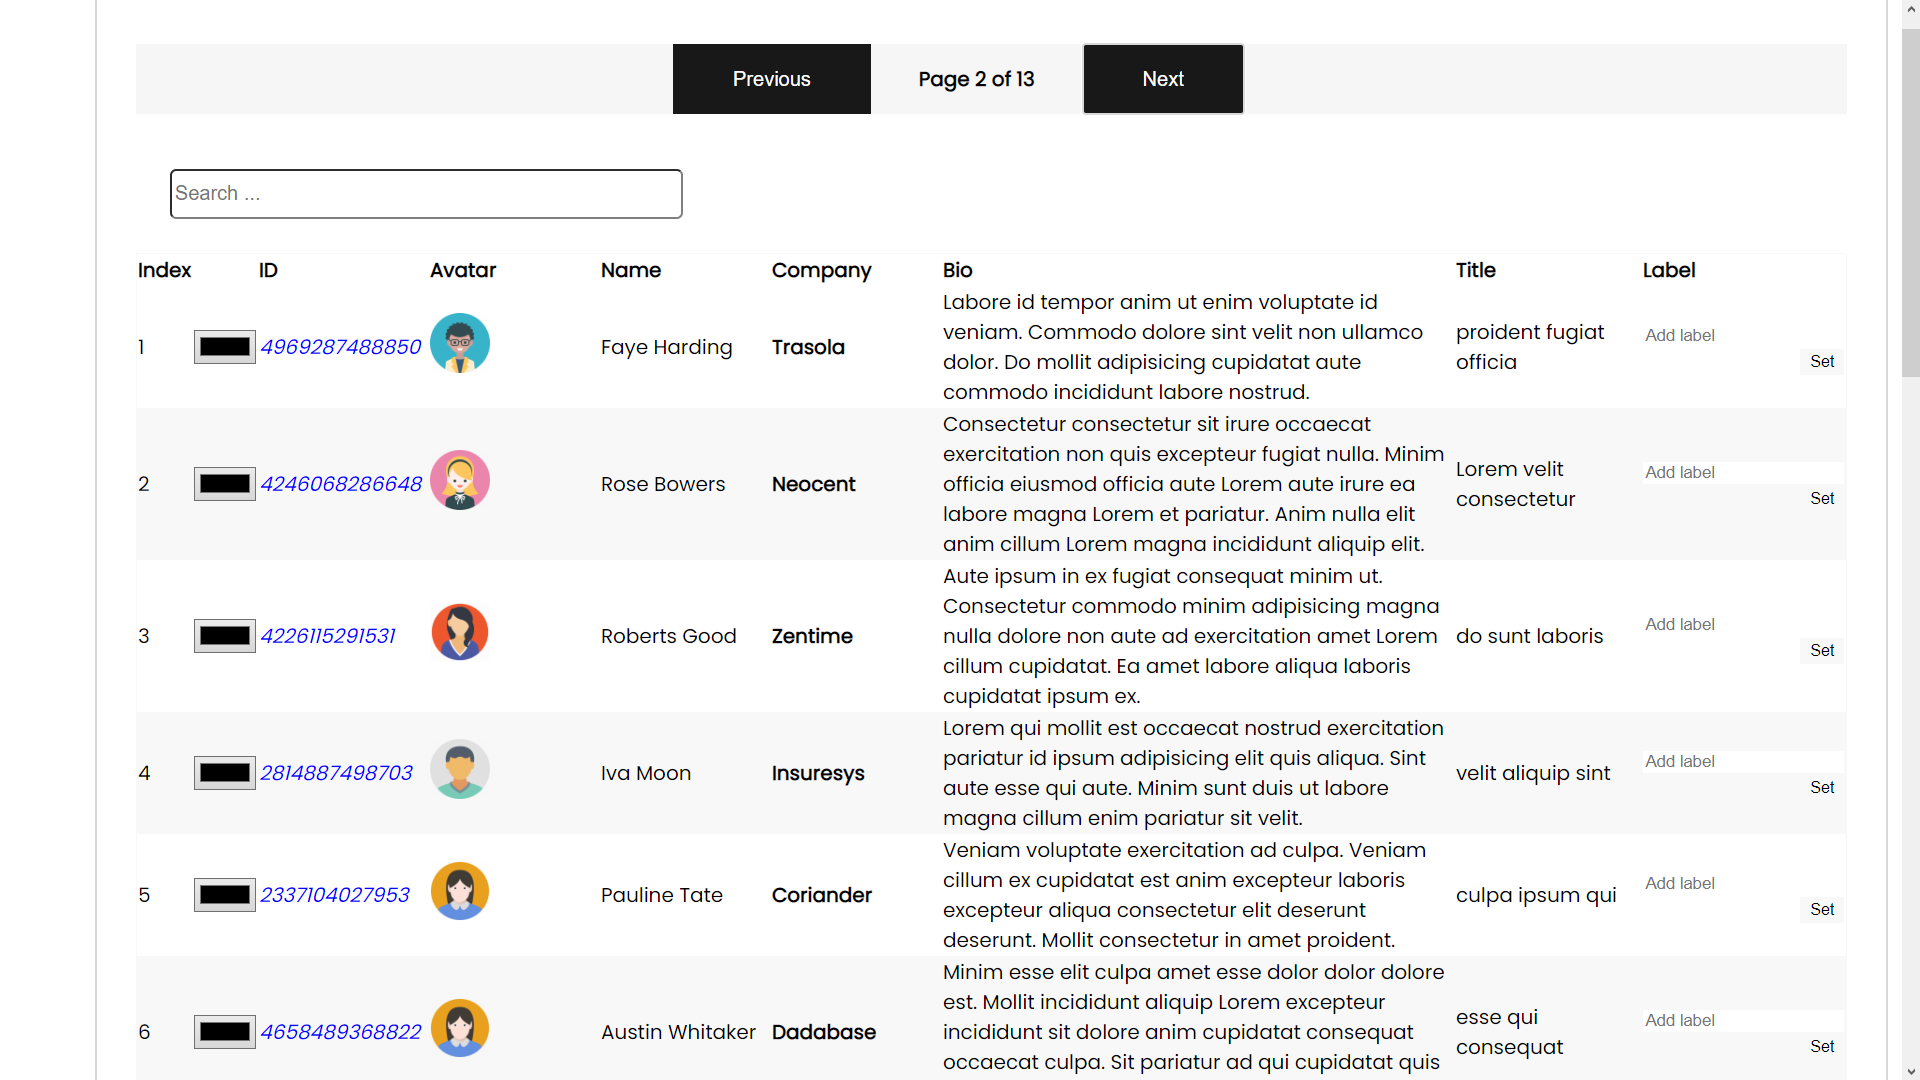 Previous Page 2 of 13 Next
Search ...
Index ID Avatar Name Company Bio Title Label
1 4969287488850 Faye Harding Trasola
Labore id tempor anim ut enim voluptate id
veniam. Commodo dolore sint velit non ullamco
dolor. Do mollit adipisicing cupidatat aute
commodo incididunt labore nostrud.
proident fugiat
officia
Add label
Set
2 4246068286648 Rose Bowers Neocent
Consectetur consectetur sit irure occaecat
exercitation non quis excepteur fugiat nulla. Minim
officia eiusmod officia aute Lorem aute irure ea
labore magna Lorem et pariatur. Anim nulla elit
anim cillum Lorem magna incididunt aliquip elit.
Lorem velit
consectetur
Add label
Set
3 4226115291531 Roberts Good Zentime
Aute ipsum in ex fugiat consequat minim ut.
Consectetur commodo minim adipisicing magna
nulla dolore non aute ad exercitation amet Lorem
cillum cupidatat. Ea amet labore aliqua laboris
cupidatat ipsum ex.
do sunt laboris
Add label
Set
4 2814887498703 Iva Moon Insuresys
Lorem qui mollit est occaecat nostrud exercitation
pariatur id ipsum adipisicing elit quis aliqua. Sint
aute esse qui aute. Minim sunt duis ut labore
magna cillum enim pariatur sit velit.
velit aliquip sint
Add label
Set
5 2337104027953 Pauline Tate Coriander
Veniam voluptate exercitation ad culpa. Veniam
cillum ex cupidatat est anim excepteur laboris
excepteur aliqua consectetur elit deserunt
deserunt. Mollit consectetur in amet proident.
culpa ipsum qui
Add label
Set
6 4658489368822 Austin Whitaker Dadabase
Minim esse elit culpa amet esse dolor dolor dolore
est. Mollit incididunt aliquip Lorem excepteur
incididunt sit dolore anim cupidatat consequat
occaecat culpa. Sit pariatur ad qui cupidatat quis
esse qui
consequat
Add label
Set